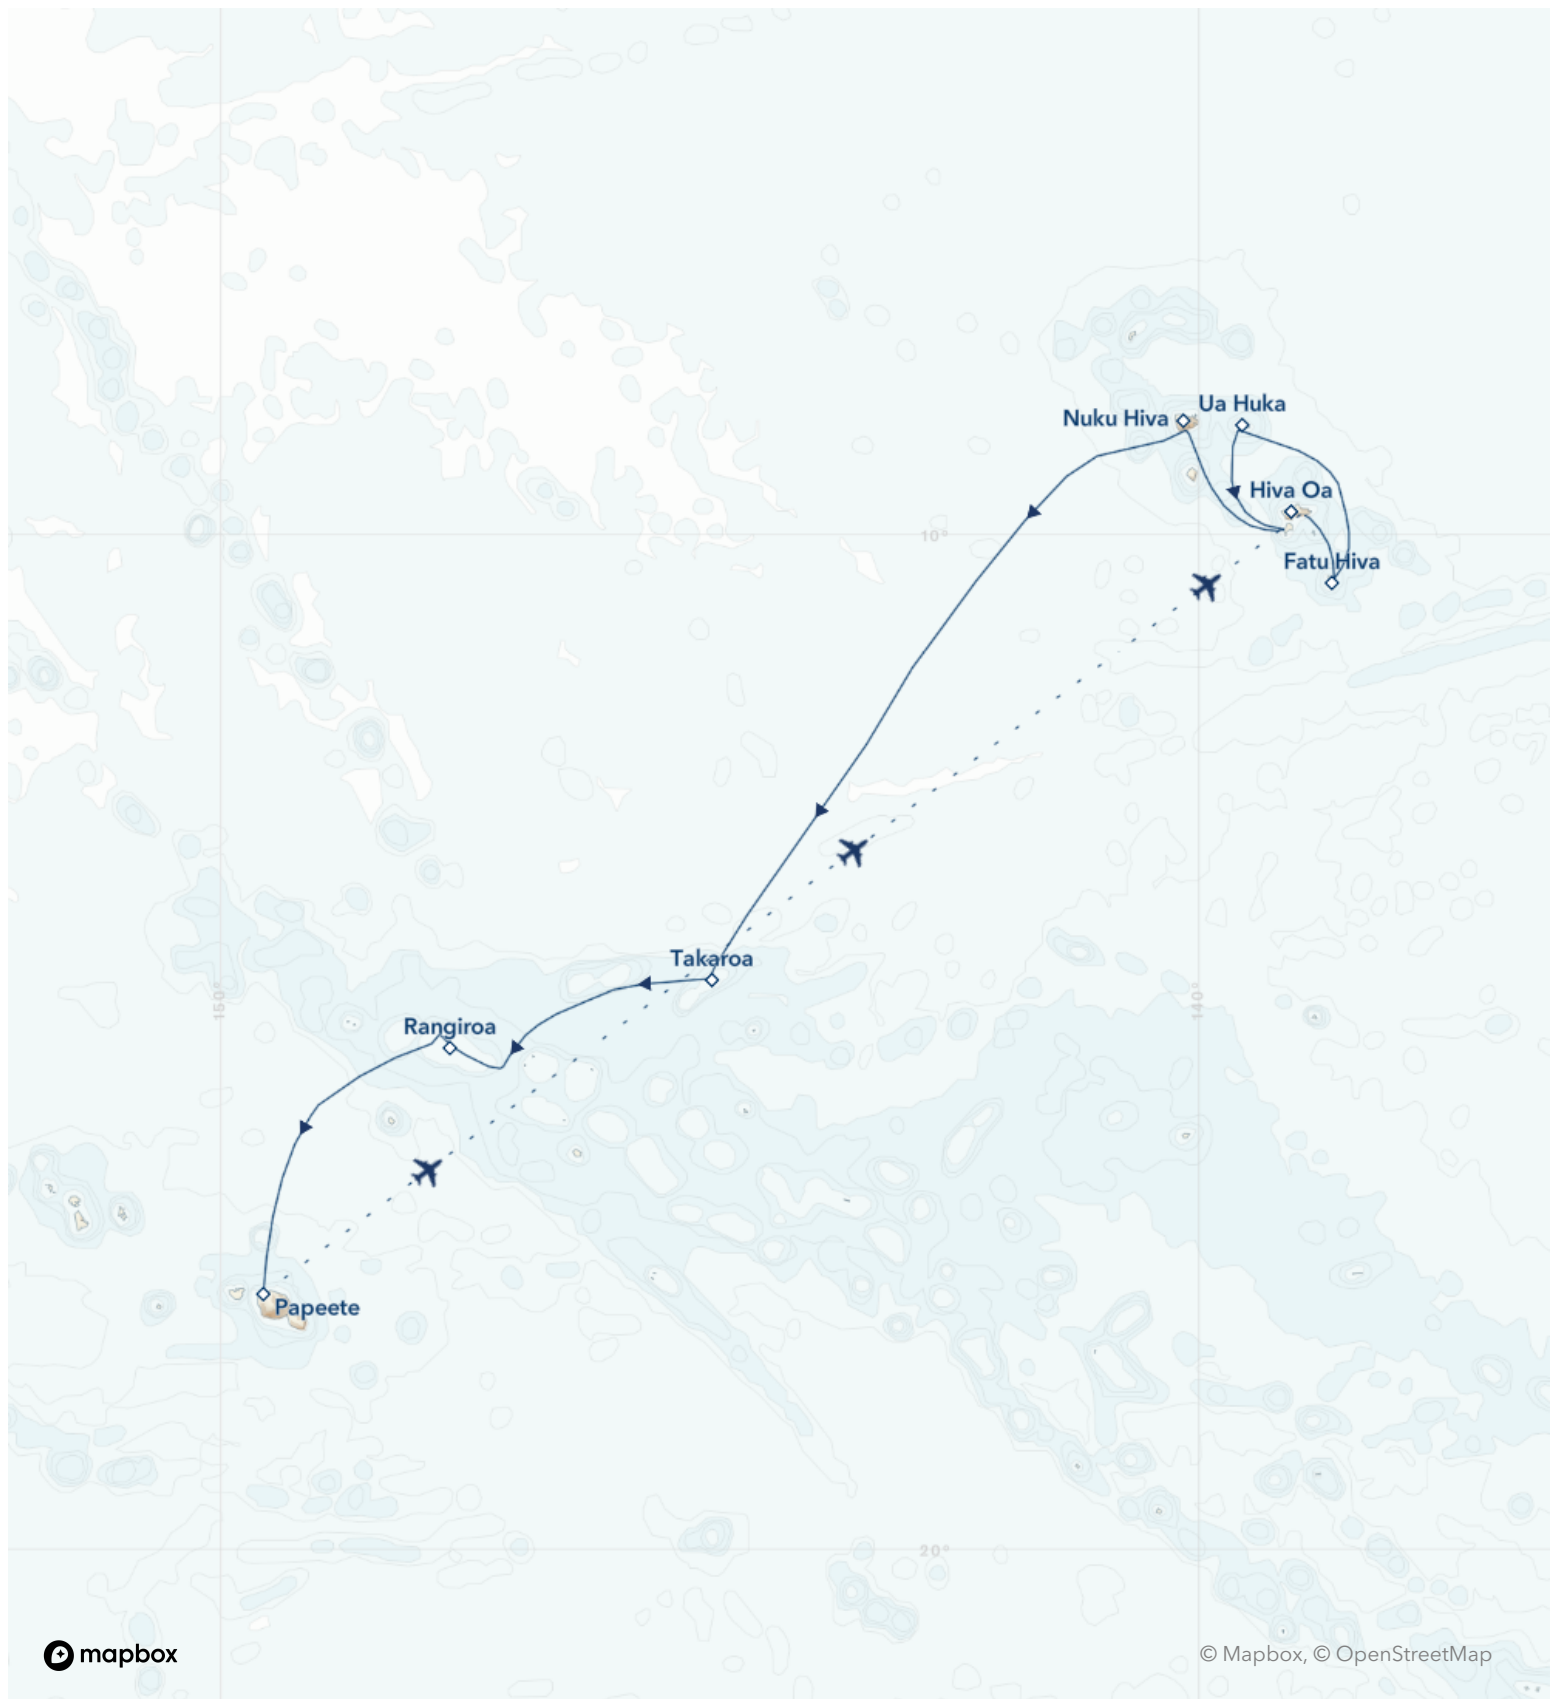 Ua Huka
Nuku Hiva
Hiva Oa
10°
Fatu Hiva
Takaroa
150°
140°
Rangiroa
Papeete
20°
mapbox
© Mapbox, © OpenStreetMap